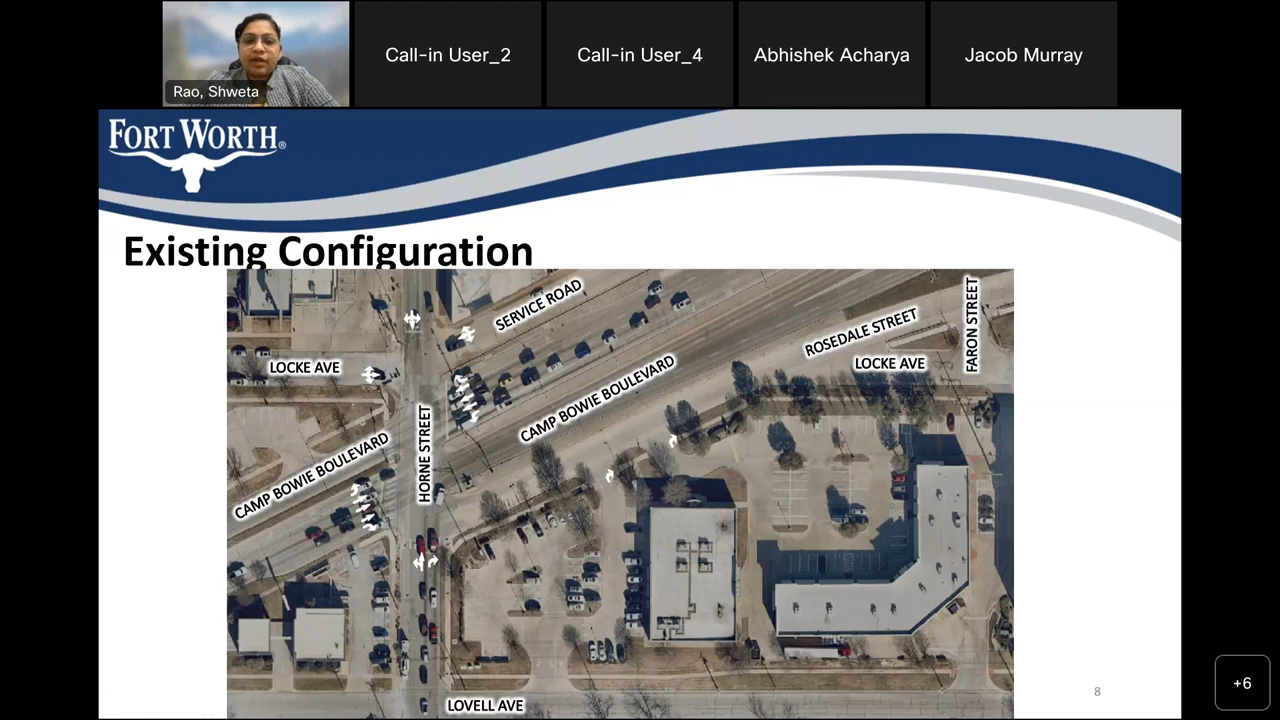 Call-in User_2
Call-in User_4
Abhishek Acharya
Jacob Murray
Rao, Shweta
FORT WORTH®
Existing Configuration
SERVICE ROAD
FARON STREET
ROSEDALE STREET
LOCKE AVE
LOCKE AVE
CAMP BOWIE BOULEVARD
HORNE STREET
CAMP BOWIE BOULEVARD
LOVELL AVE
8
+6